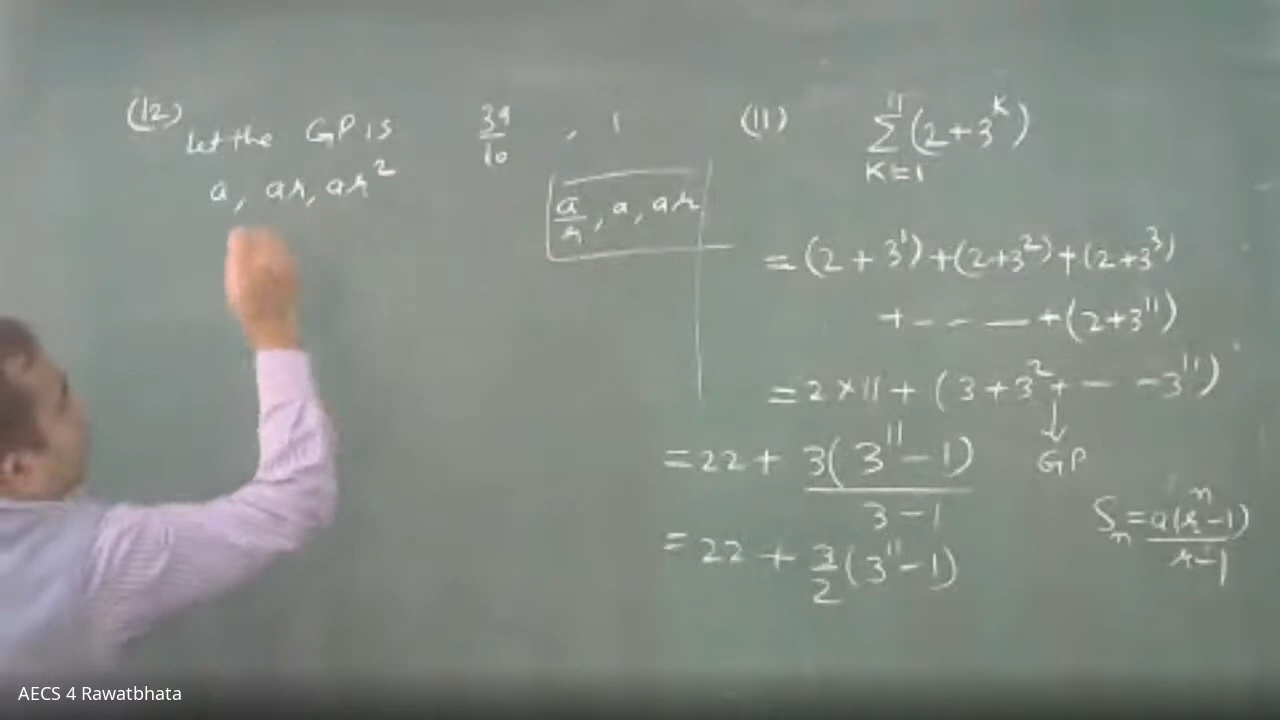 (12) Let the GP is
a, ar, ar²
39/10 , 1
a/r, a, ar
(11) 11∑K=1 (2+3^K)
= (2+3¹) + (2+3²) + (2+3³)
+ - - — + (2+3¹¹)
= 2×11 + (3+3²+ - - 3¹¹)
↓
GP
= 22 + 3(3¹¹-1)/3-1
Sn = a(rⁿ-1)/r-1
= 22 + 3/2(3¹¹-1)
AECS 4 Rawatbhata